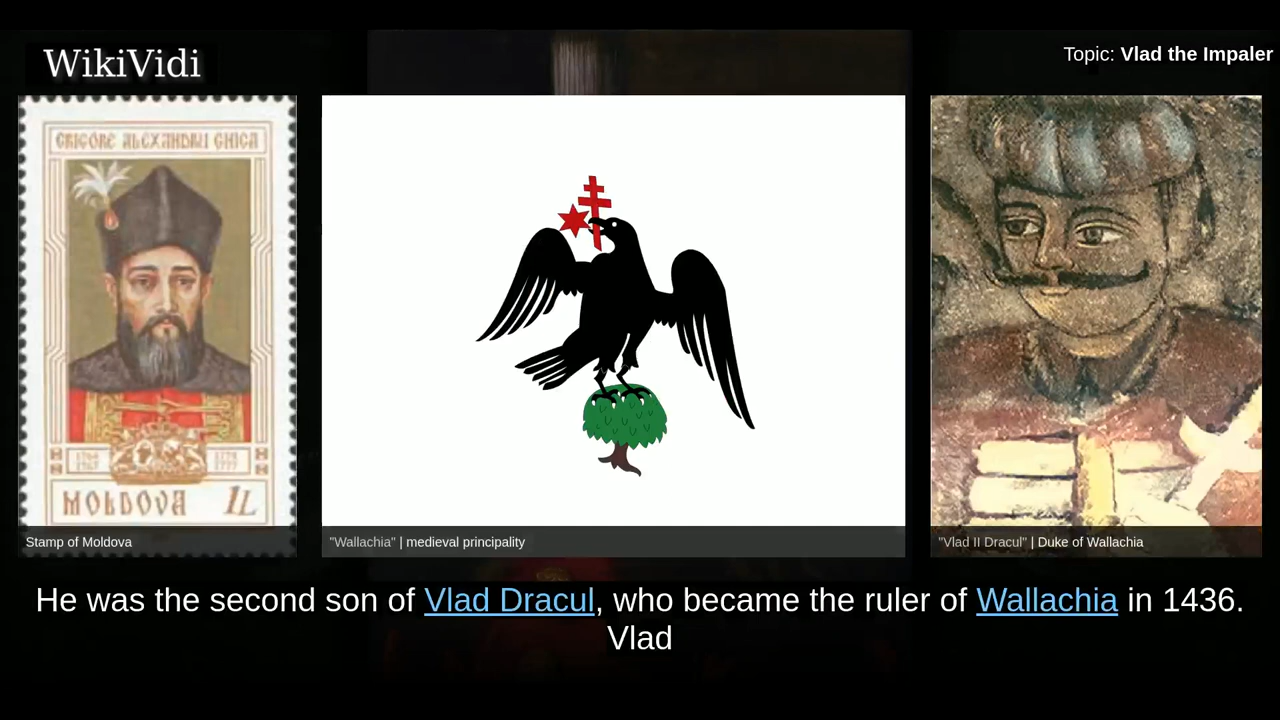 WikiVidi
Topic: Vlad the Impaler
GRIGORE ALEXANDRU GHICA
MOLDOVA 1L
Stamp of Moldova
"Wallachia" | medieval principality
"Vlad II Dracul" | Duke of Wallachia
He was the second son of Vlad Dracul, who became the ruler of Wallachia in 1436.
Vlad